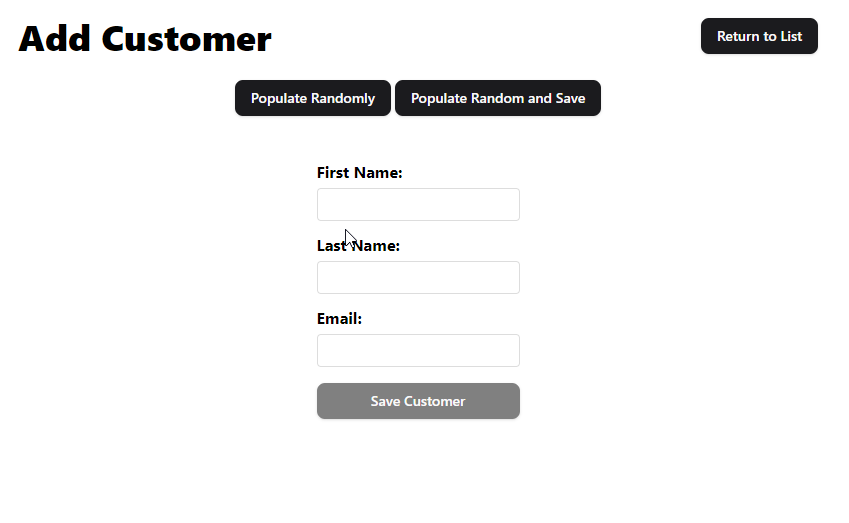 Add Customer
Return to List
Populate Randomly
Populate Random and Save
First Name:
Last Name:
Email:
Save Customer